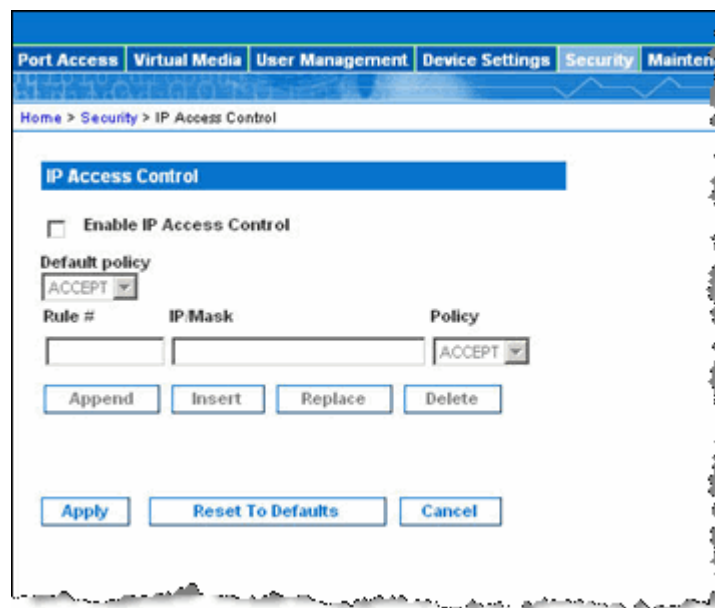 Port Access Virtual Media User Management Device Settings Security Mainten
Home > Security > IP Access Control
IP Access Control
Enable IP Access Control
Default policy
ACCEPT
Rule # IP/Mask Policy
ACCEPT
Append Insert Replace Delete
Apply Reset To Defaults Cancel